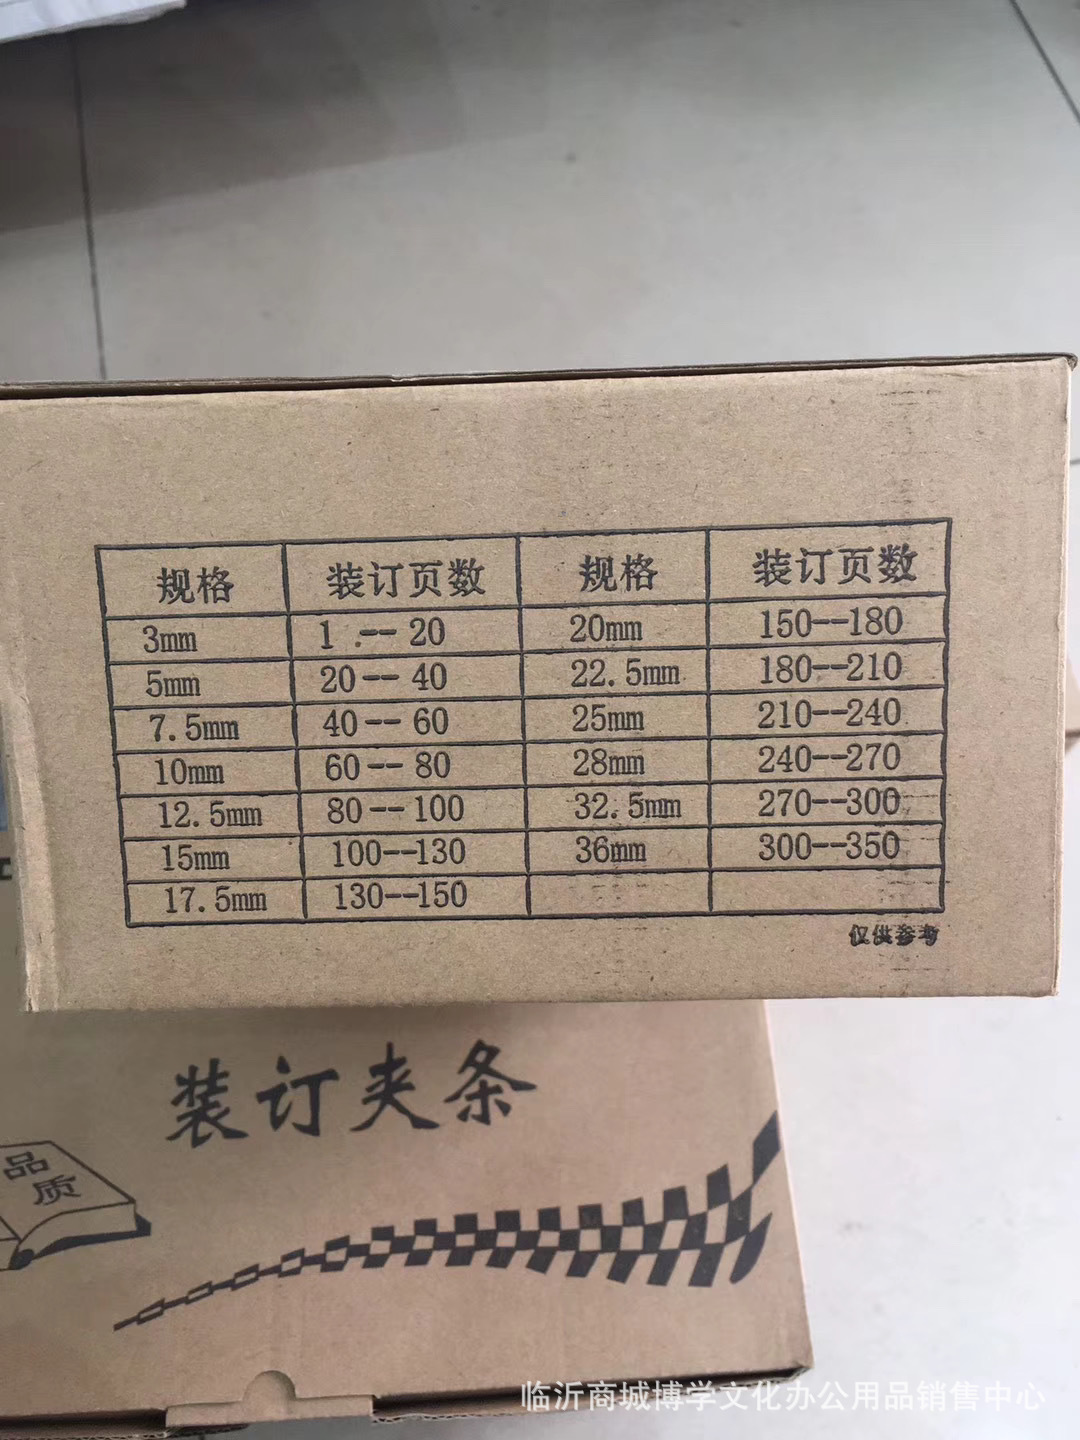 规格 装订页数 规格 装订页数
3mm 1 -- 20 20mm 150--180
5mm 20-- 40 22.5mm 180--210
7.5mm 40-- 60 25mm 210--240
10mm 60-- 80 28mm 240--270
12.5mm 80--100 32.5mm 270--300
15mm 100--130 36mm 300--350
17.5mm 130--150
仅供参考
装订夹条
品
质
临沂商城博学文化办公用品销售中心